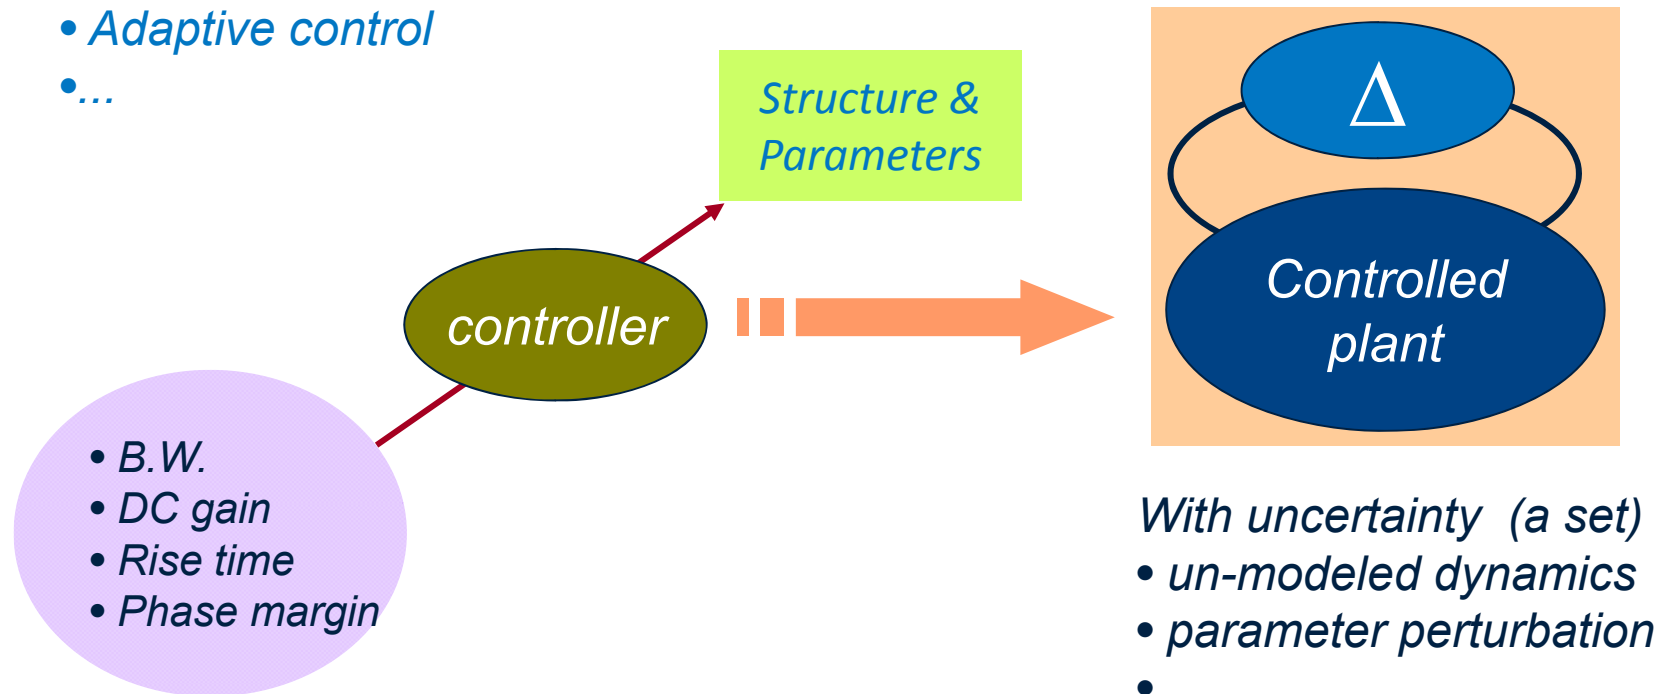 • Adaptive control
•...
Structure &
Parameters
Δ
controller
Controlled
plant
• B.W.
• DC gain
• Rise time
• Phase margin
With uncertainty (a set)
• un-modeled dynamics
• parameter perturbation
•